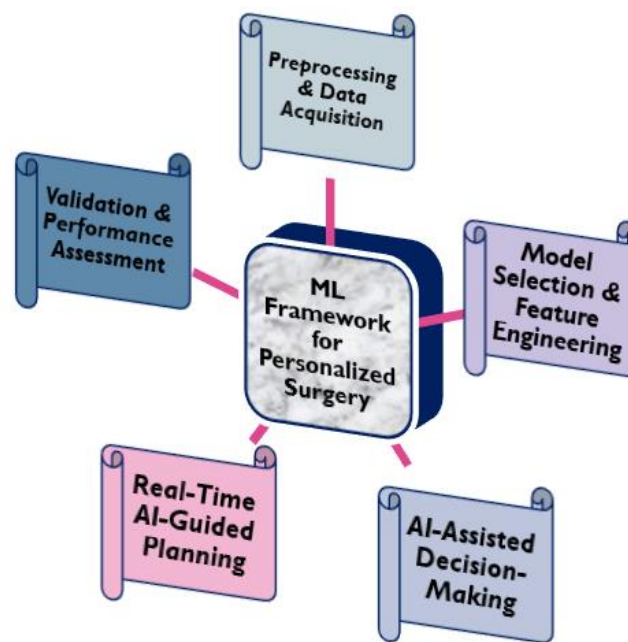 Preprocessing
& Data
Acquisition
Validation &
Performance
Assessment
Model
Selection &
Feature
Engineering
ML
Framework
for
Personalized
Surgery
Real-Time
AI-Guided
Planning
AI-Assisted
Decision-
Making